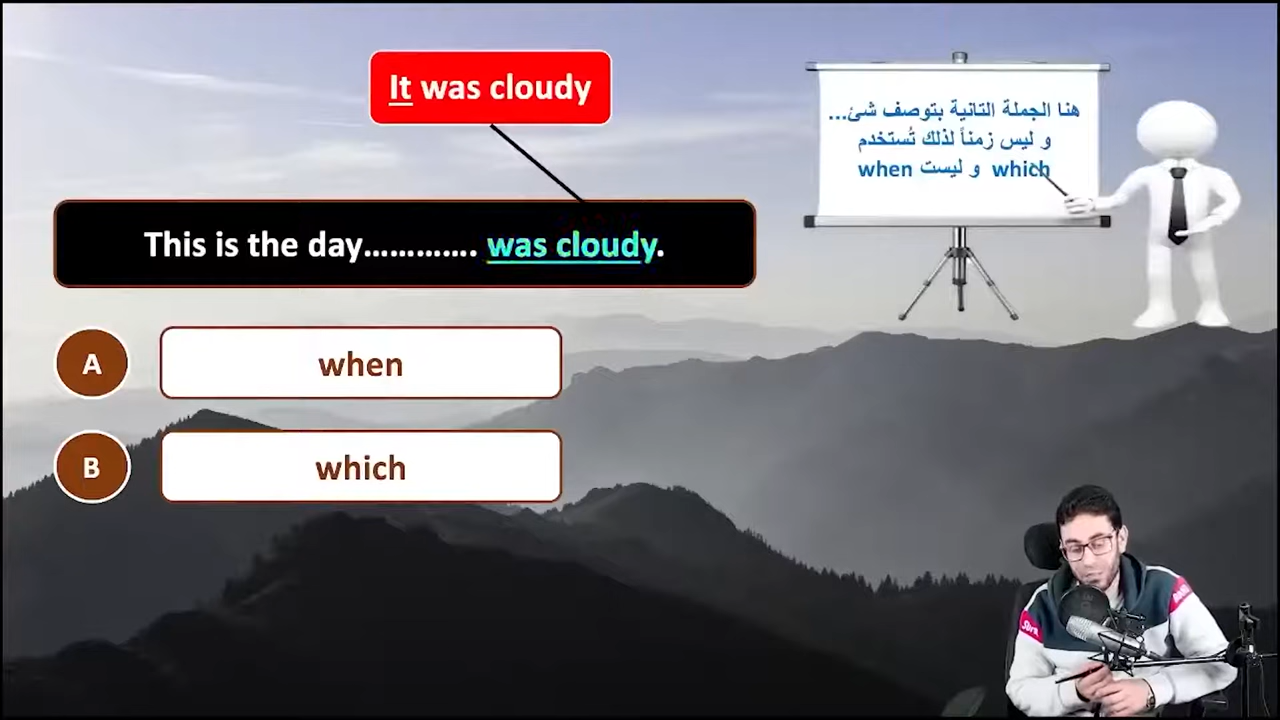 It was cloudy
هنا الجملة التانية بتوصف شئ...
و ليس زمناً لذلك تُستخدم
which و ليست when
This is the day............. was cloudy.
A when
B which